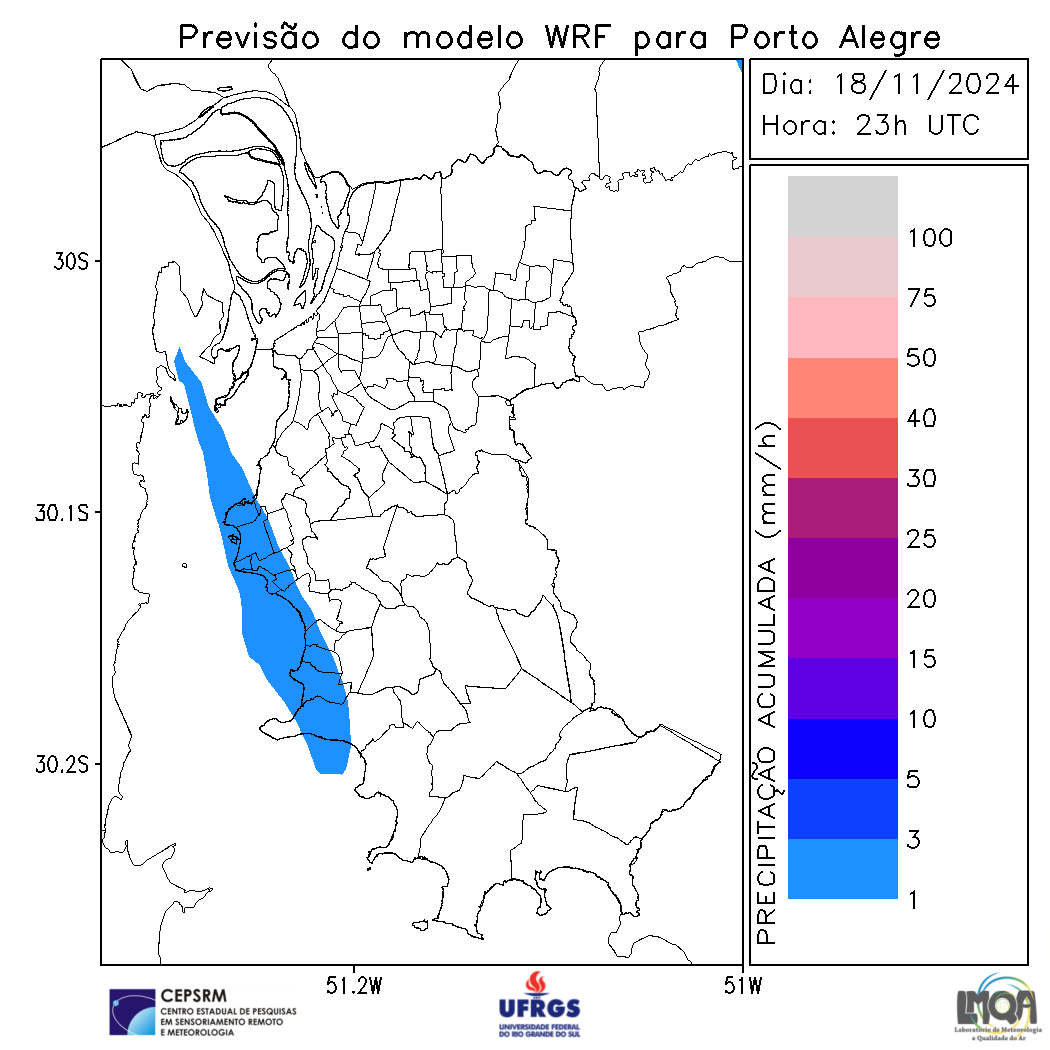 Previsão do modelo WRF para Porto Alegre
Dia: 18/11/2024
Hora: 23h UTC
30S
30.1S
30.2S
51.2W
51W
PRECIPITAÇÃO ACUMULADA (mm/h)
100
75
50
40
30
25
20
15
10
5
3
1
CEPSRM
CENTRO ESTADUAL DE PESQUISAS
EM SENSORIAMENTO REMOTO
E METEOROLOGIA
UFRGS
UNIVERSIDADE FEDERAL
DO RIO GRANDE DO SUL
LMQA
Laboratório de Meteorologia
e Qualidade do Ar